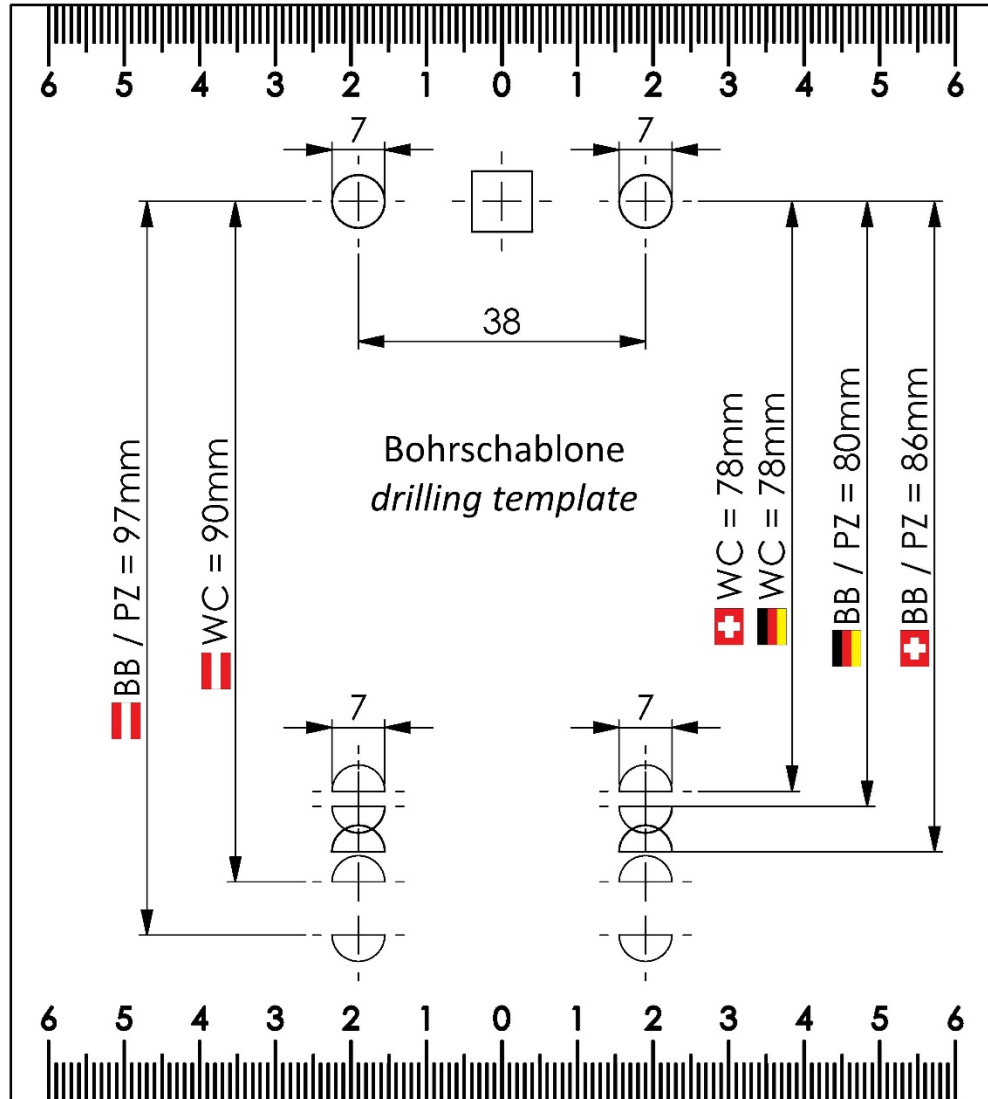 6 5 4 3 2 1 0 1 2 3 4 5 6
7 7
38
Bohrschablone
drilling template
BB / PZ = 97mm
WC = 90mm
WC = 78mm
WC = 78mm
BB / PZ = 80mm
BB / PZ = 86mm
7 7
6 5 4 3 2 1 0 1 2 3 4 5 6